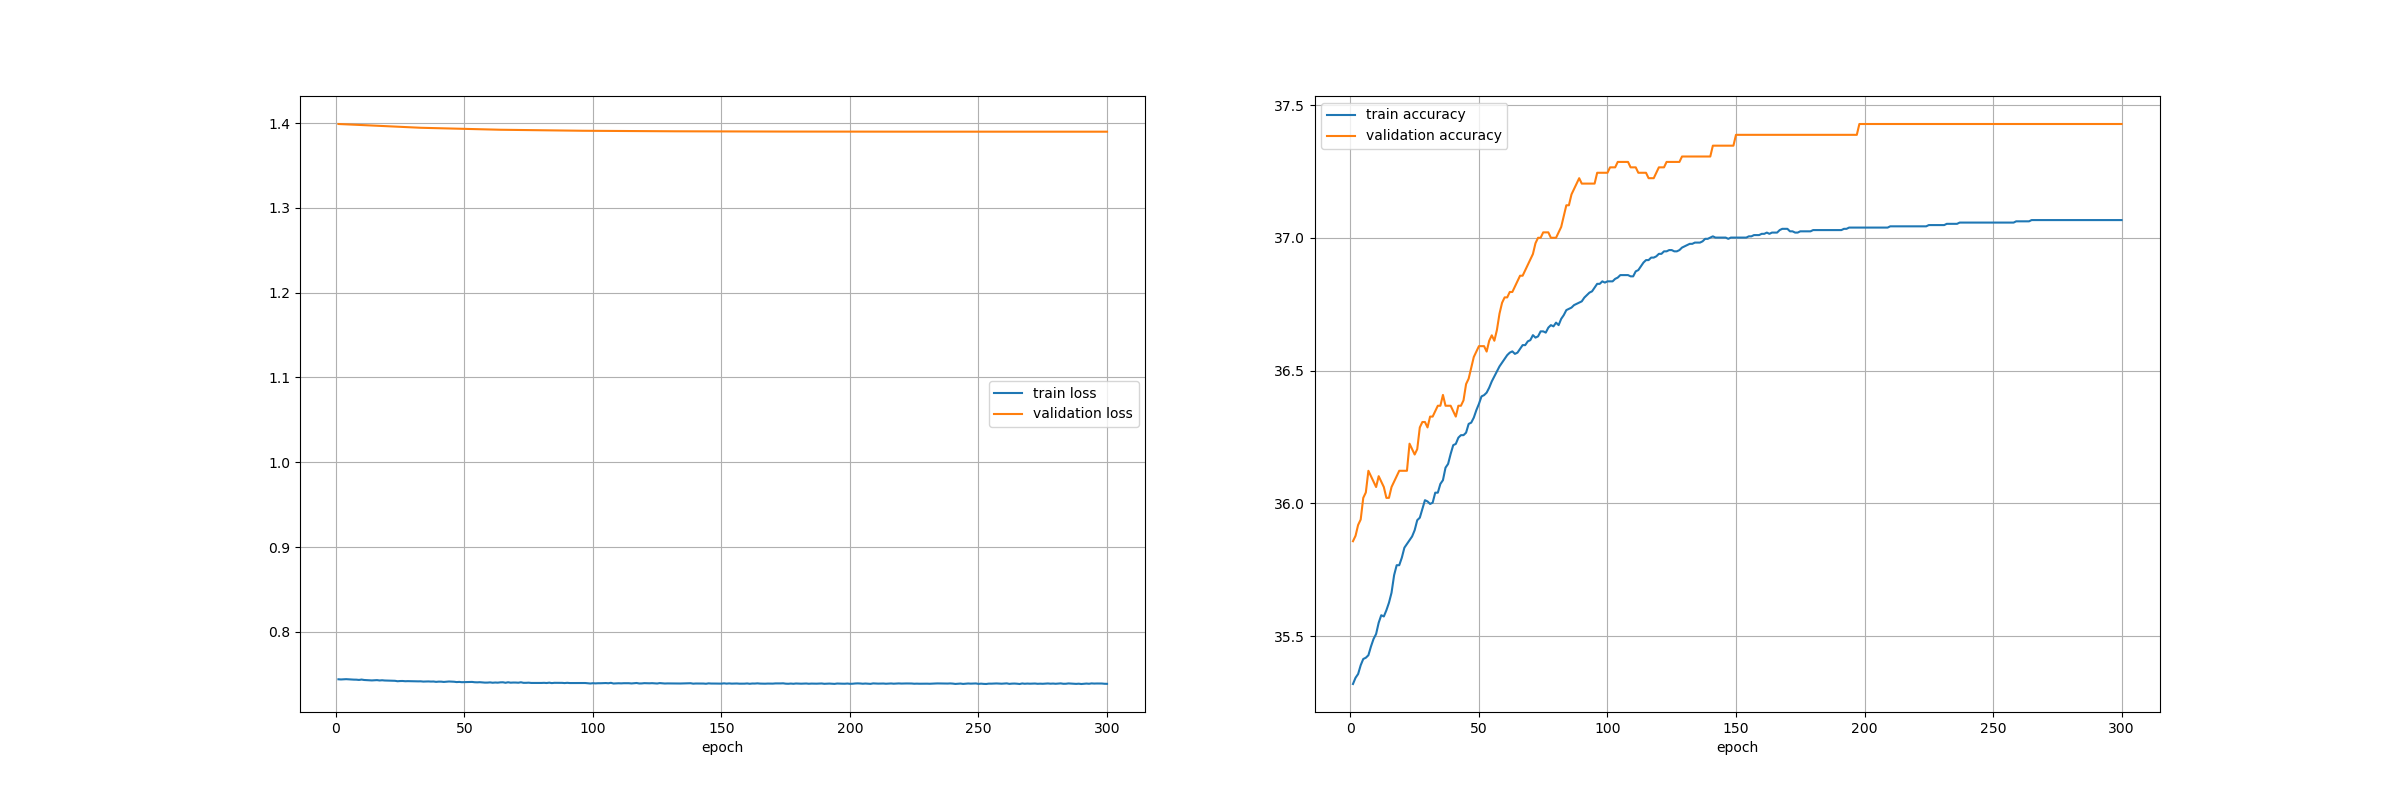 1.4
1.3
1.2
1.1
1.0
0.9
0.8
0 50 100 150 200 250 300
epoch
train loss
validation loss
37.5
37.0
36.5
36.0
35.5
0 50 100 150 200 250 300
epoch
train accuracy
validation accuracy